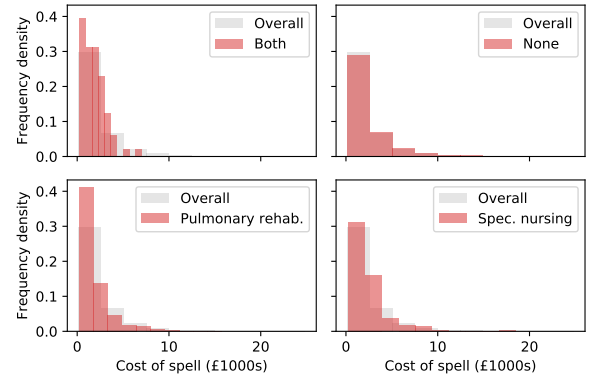 Frequency density
0.4
0.3
0.2
0.1
0.0
Overall
Both
Overall
None
Frequency density
0.4
0.3
0.2
0.1
0.0
0 10 20
Cost of spell (£1000s)
Overall
Pulmonary rehab.
0 10 20
Cost of spell (£1000s)
Overall
Spec. nursing